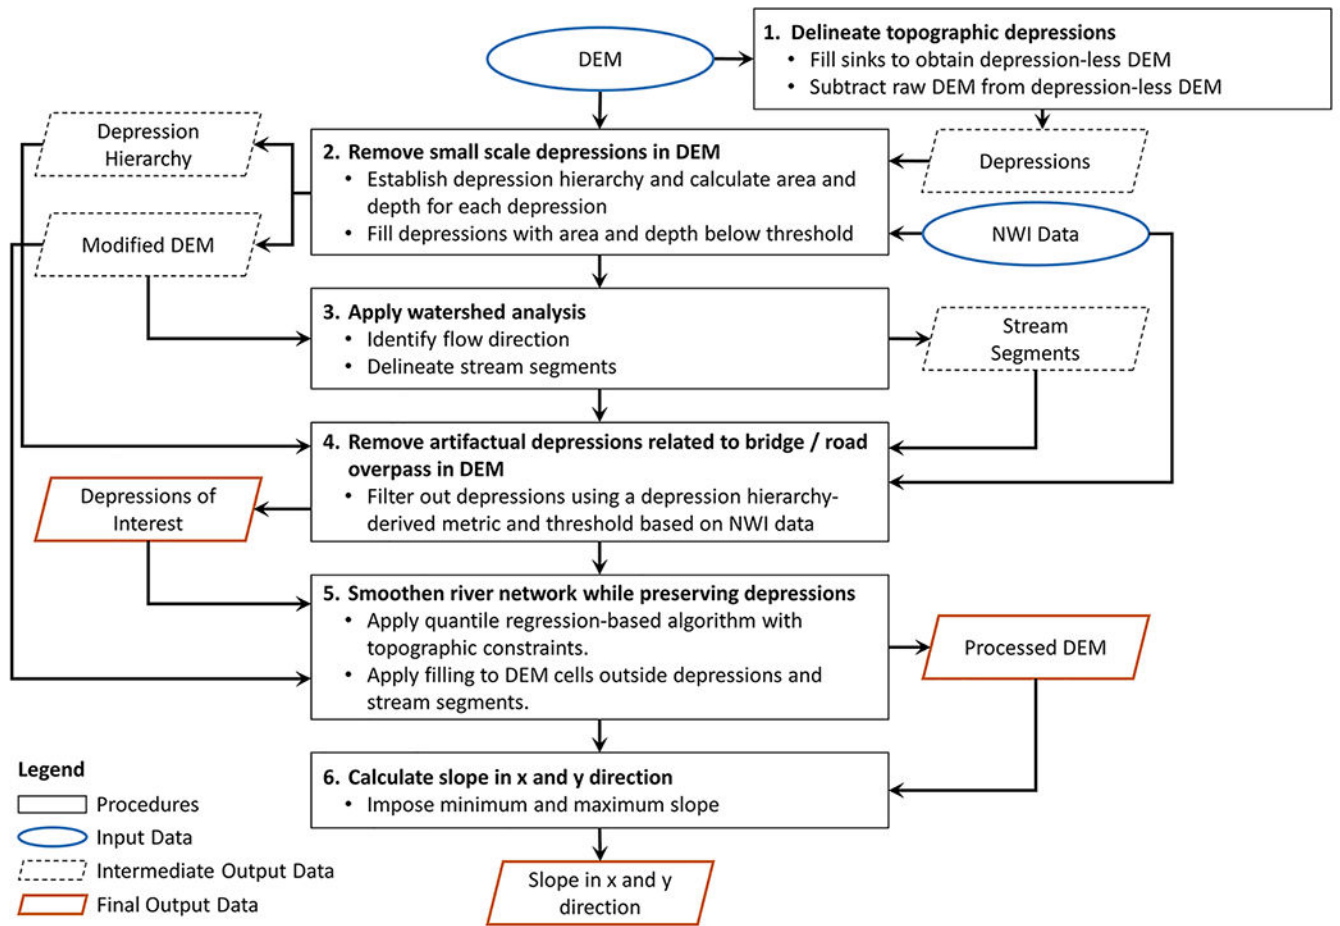 DEM
1. Delineate topographic depressions
• Fill sinks to obtain depression-less DEM
• Subtract raw DEM from depression-less DEM
Depression
Hierarchy
2. Remove small scale depressions in DEM
• Establish depression hierarchy and calculate area and
depth for each depression
• Fill depressions with area and depth below threshold
Depressions
Modified DEM
NWI Data
3. Apply watershed analysis
• Identify flow direction
• Delineate stream segments
Stream
Segments
4. Remove artifactual depressions related to bridge / road
overpass in DEM
• Filter out depressions using a depression hierarchy-
derived metric and threshold based on NWI data
Depressions of
Interest
5. Smoothen river network while preserving depressions
• Apply quantile regression-based algorithm with
topographic constraints.
• Apply filling to DEM cells outside depressions and
stream segments.
Processed DEM
6. Calculate slope in x and y direction
• Impose minimum and maximum slope
Slope in x and y
direction
Legend
Procedures
Input Data
Intermediate Output Data
Final Output Data